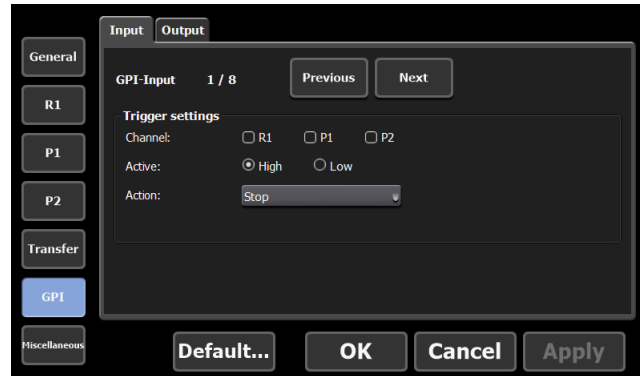 Input Output
General
GPI-Input 1 / 8 Previous Next
R1
Trigger settings
Channel: R1 P1 P2
P1
Active: High Low
Action: Stop
P2
Transfer
GPI
Miscellaneous
Default... OK Cancel Apply